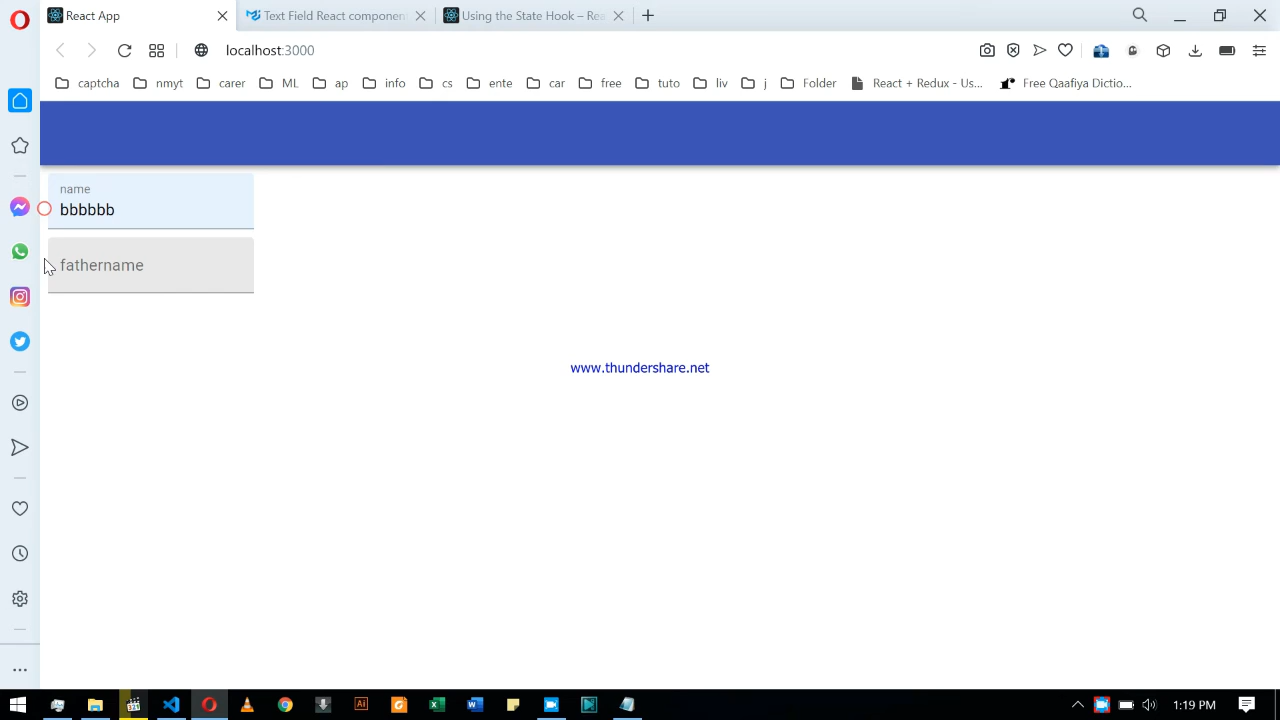 React App
Text Field React component
Using the State Hook – Rea
localhost:3000
captcha
nmyt
carer
ML
ap
info
cs
ente
car
free
tuto
liv
j
Folder
React + Redux - Us...
Free Qaafiya Dictio...
name
bbbbbb
fathername
www.thundershare.net
1:19 PM